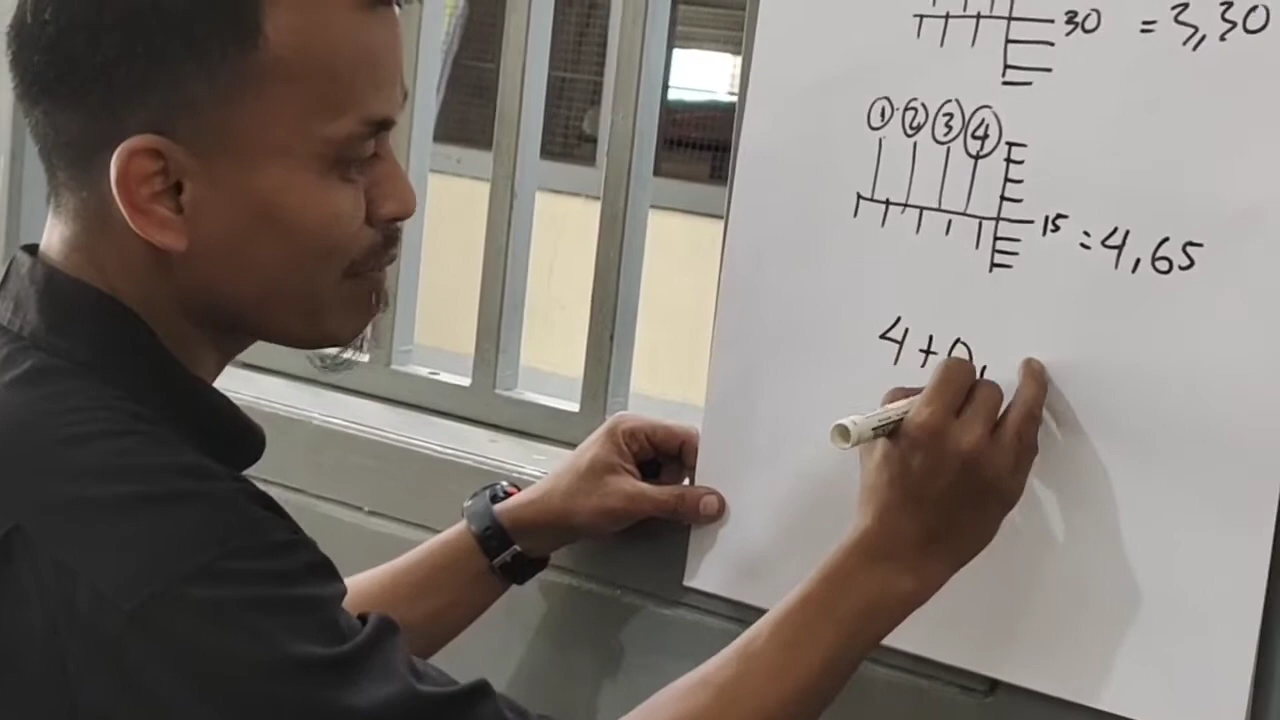 30 = 3,30
1 2 3 4
15 = 4,65
4 + 0,